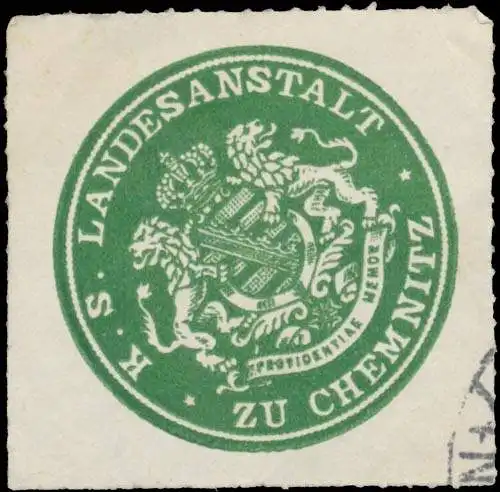 K. S. LANDESANSTALT
ZU CHEMNITZ
PROVIDENTIAE MEMOR